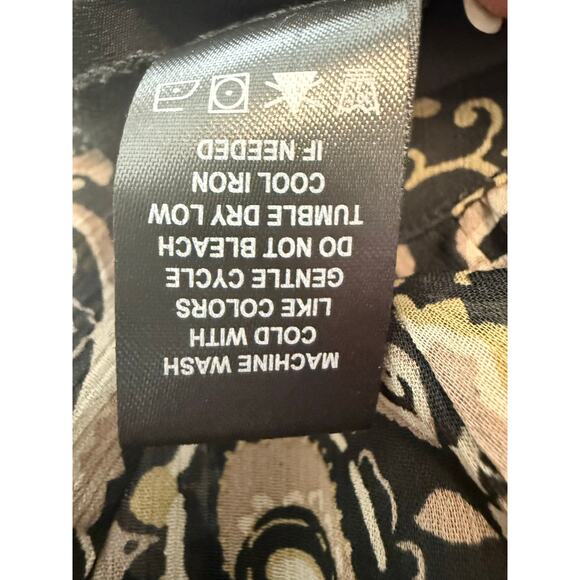 MACHINE WASH
COLD WITH
LIKE COLORS
GENTLE CYCLE
DO NOT BLEACH
TUMBLE DRY LOW
COOL IRON
IF NEEDED